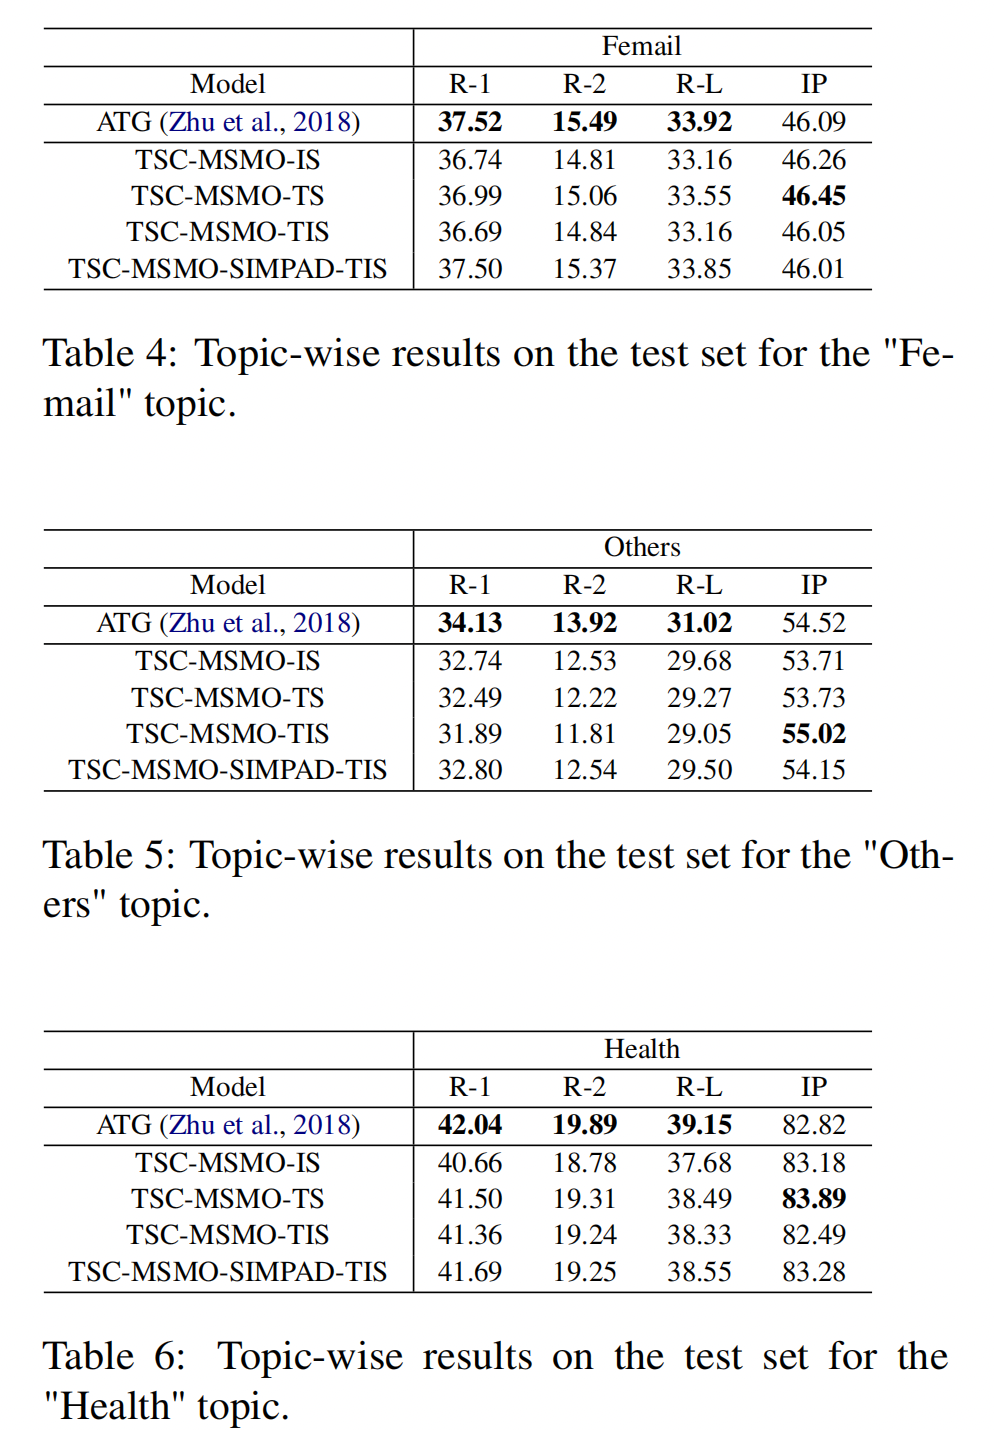 Femail
Model R-1 R-2 R-L IP
ATG (Zhu et al., 2018) 37.52 15.49 33.92 46.09
TSC-MSMO-IS 36.74 14.81 33.16 46.26
TSC-MSMO-TS 36.99 15.06 33.55 46.45
TSC-MSMO-TIS 36.69 14.84 33.16 46.05
TSC-MSMO-SIMPAD-TIS 37.50 15.37 33.85 46.01
Table 4: Topic-wise results on the test set for the "Fe-
mail" topic.
Others
Model R-1 R-2 R-L IP
ATG (Zhu et al., 2018) 34.13 13.92 31.02 54.52
TSC-MSMO-IS 32.74 12.53 29.68 53.71
TSC-MSMO-TS 32.49 12.22 29.27 53.73
TSC-MSMO-TIS 31.89 11.81 29.05 55.02
TSC-MSMO-SIMPAD-TIS 32.80 12.54 29.50 54.15
Table 5: Topic-wise results on the test set for the "Oth-
ers" topic.
Health
Model R-1 R-2 R-L IP
ATG (Zhu et al., 2018) 42.04 19.89 39.15 82.82
TSC-MSMO-IS 40.66 18.78 37.68 83.18
TSC-MSMO-TS 41.50 19.31 38.49 83.89
TSC-MSMO-TIS 41.36 19.24 38.33 82.49
TSC-MSMO-SIMPAD-TIS 41.69 19.25 38.55 83.28
Table 6: Topic-wise results on the test set for the
"Health" topic.